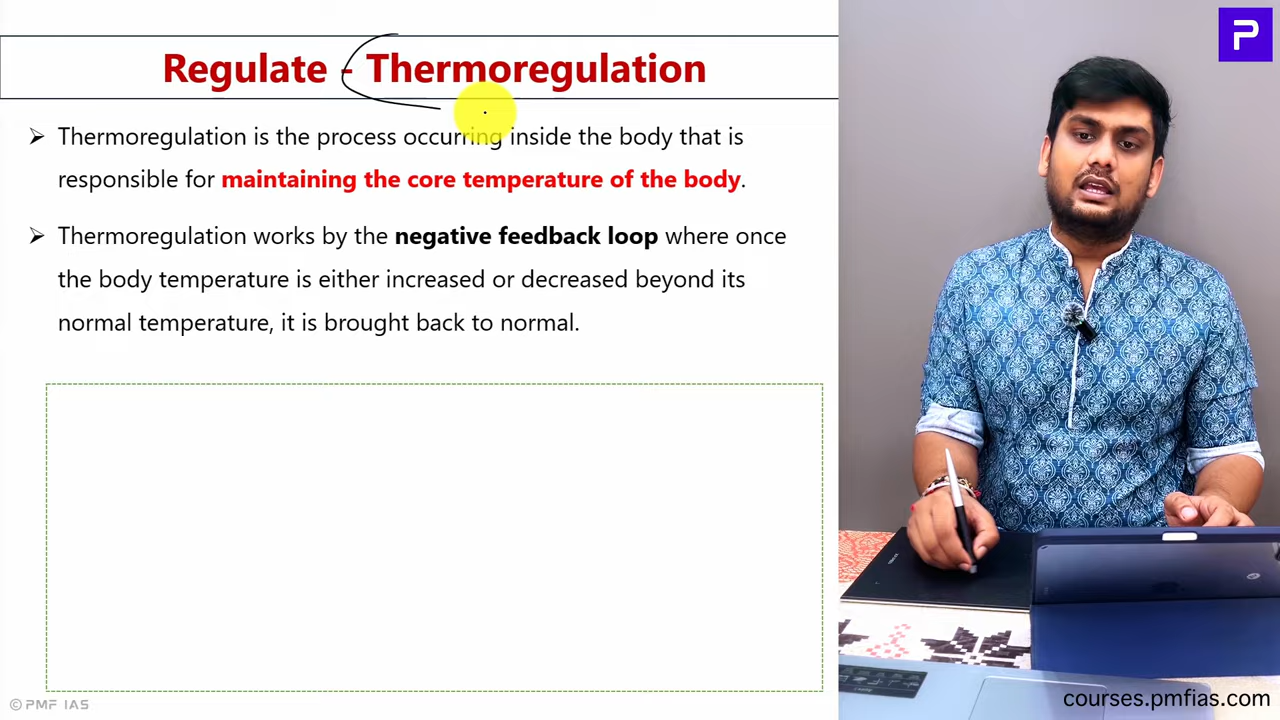 Regulate - Thermoregulation
➢ Thermoregulation is the process occurring inside the body that is
responsible for maintaining the core temperature of the body.
➢ Thermoregulation works by the negative feedback loop where once
the body temperature is either increased or decreased beyond its
normal temperature, it is brought back to normal.
© PMF IAS
P
courses.pmfias.com